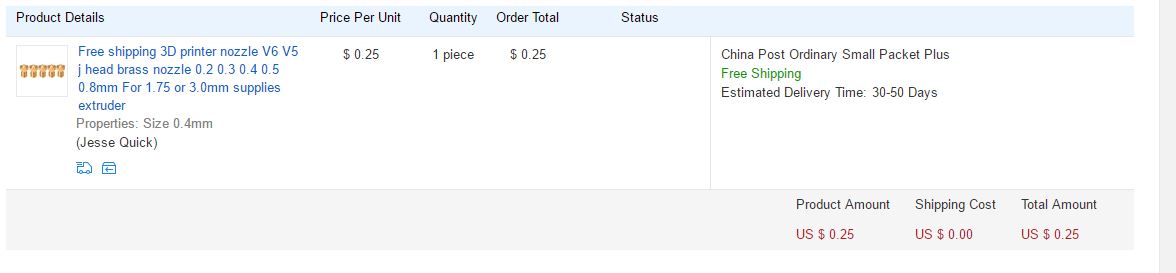 Product Details Price Per Unit Quantity Order Total Status
Free shipping 3D printer nozzle V6 V5
j head brass nozzle 0.2 0.3 0.4 0.5
0.8mm For 1.75 or 3.0mm supplies
extruder
Properties: Size 0.4mm
(Jesse Quick)
$ 0.25 1 piece $ 0.25
China Post Ordinary Small Packet Plus
Free Shipping
Estimated Delivery Time: 30-50 Days
Product Amount Shipping Cost Total Amount
US $ 0.25 US $ 0.00 US $ 0.25